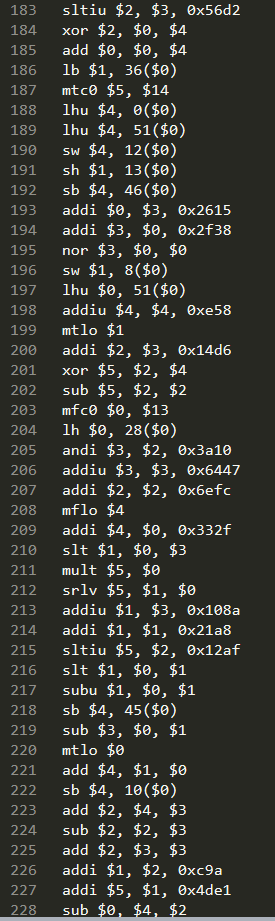 183 sltiu $2, $3, 0x56d2
184 xor $2, $0, $4
185 add $0, $0, $4
186 lb $1, 36($0)
187 mtc0 $5, $14
188 lhu $4, 0($0)
189 lhu $4, 51($0)
190 sw $4, 12($0)
191 sh $1, 13($0)
192 sb $4, 46($0)
193 addi $0, $3, 0x2615
194 addi $3, $0, 0x2f38
195 nor $3, $0, $0
196 sw $1, 8($0)
197 lhu $0, 51($0)
198 addiu $4, $4, 0xe58
199 mtlo $1
200 addi $2, $3, 0x14d6
201 xor $5, $2, $4
202 sub $5, $2, $2
203 mfc0 $0, $13
204 lh $0, 28($0)
205 andi $3, $2, 0x3a10
206 addiu $3, $3, 0x6447
207 addi $2, $2, 0x6efc
208 mflo $4
209 addi $4, $0, 0x332f
210 slt $1, $0, $3
211 mult $5, $0
212 srlv $5, $1, $0
213 addiu $1, $3, 0x108a
214 addi $1, $1, 0x21a8
215 sltiu $5, $2, 0x12af
216 slt $1, $0, $1
217 subu $1, $0, $1
218 sb $4, 45($0)
219 sub $3, $0, $1
220 mtlo $0
221 add $4, $1, $0
222 sb $4, 10($0)
223 add $2, $4, $3
224 sub $2, $2, $3
225 add $2, $3, $3
226 addi $1, $2, 0xc9a
227 addi $5, $1, 0x4de1
228 sub $0, $4, $2